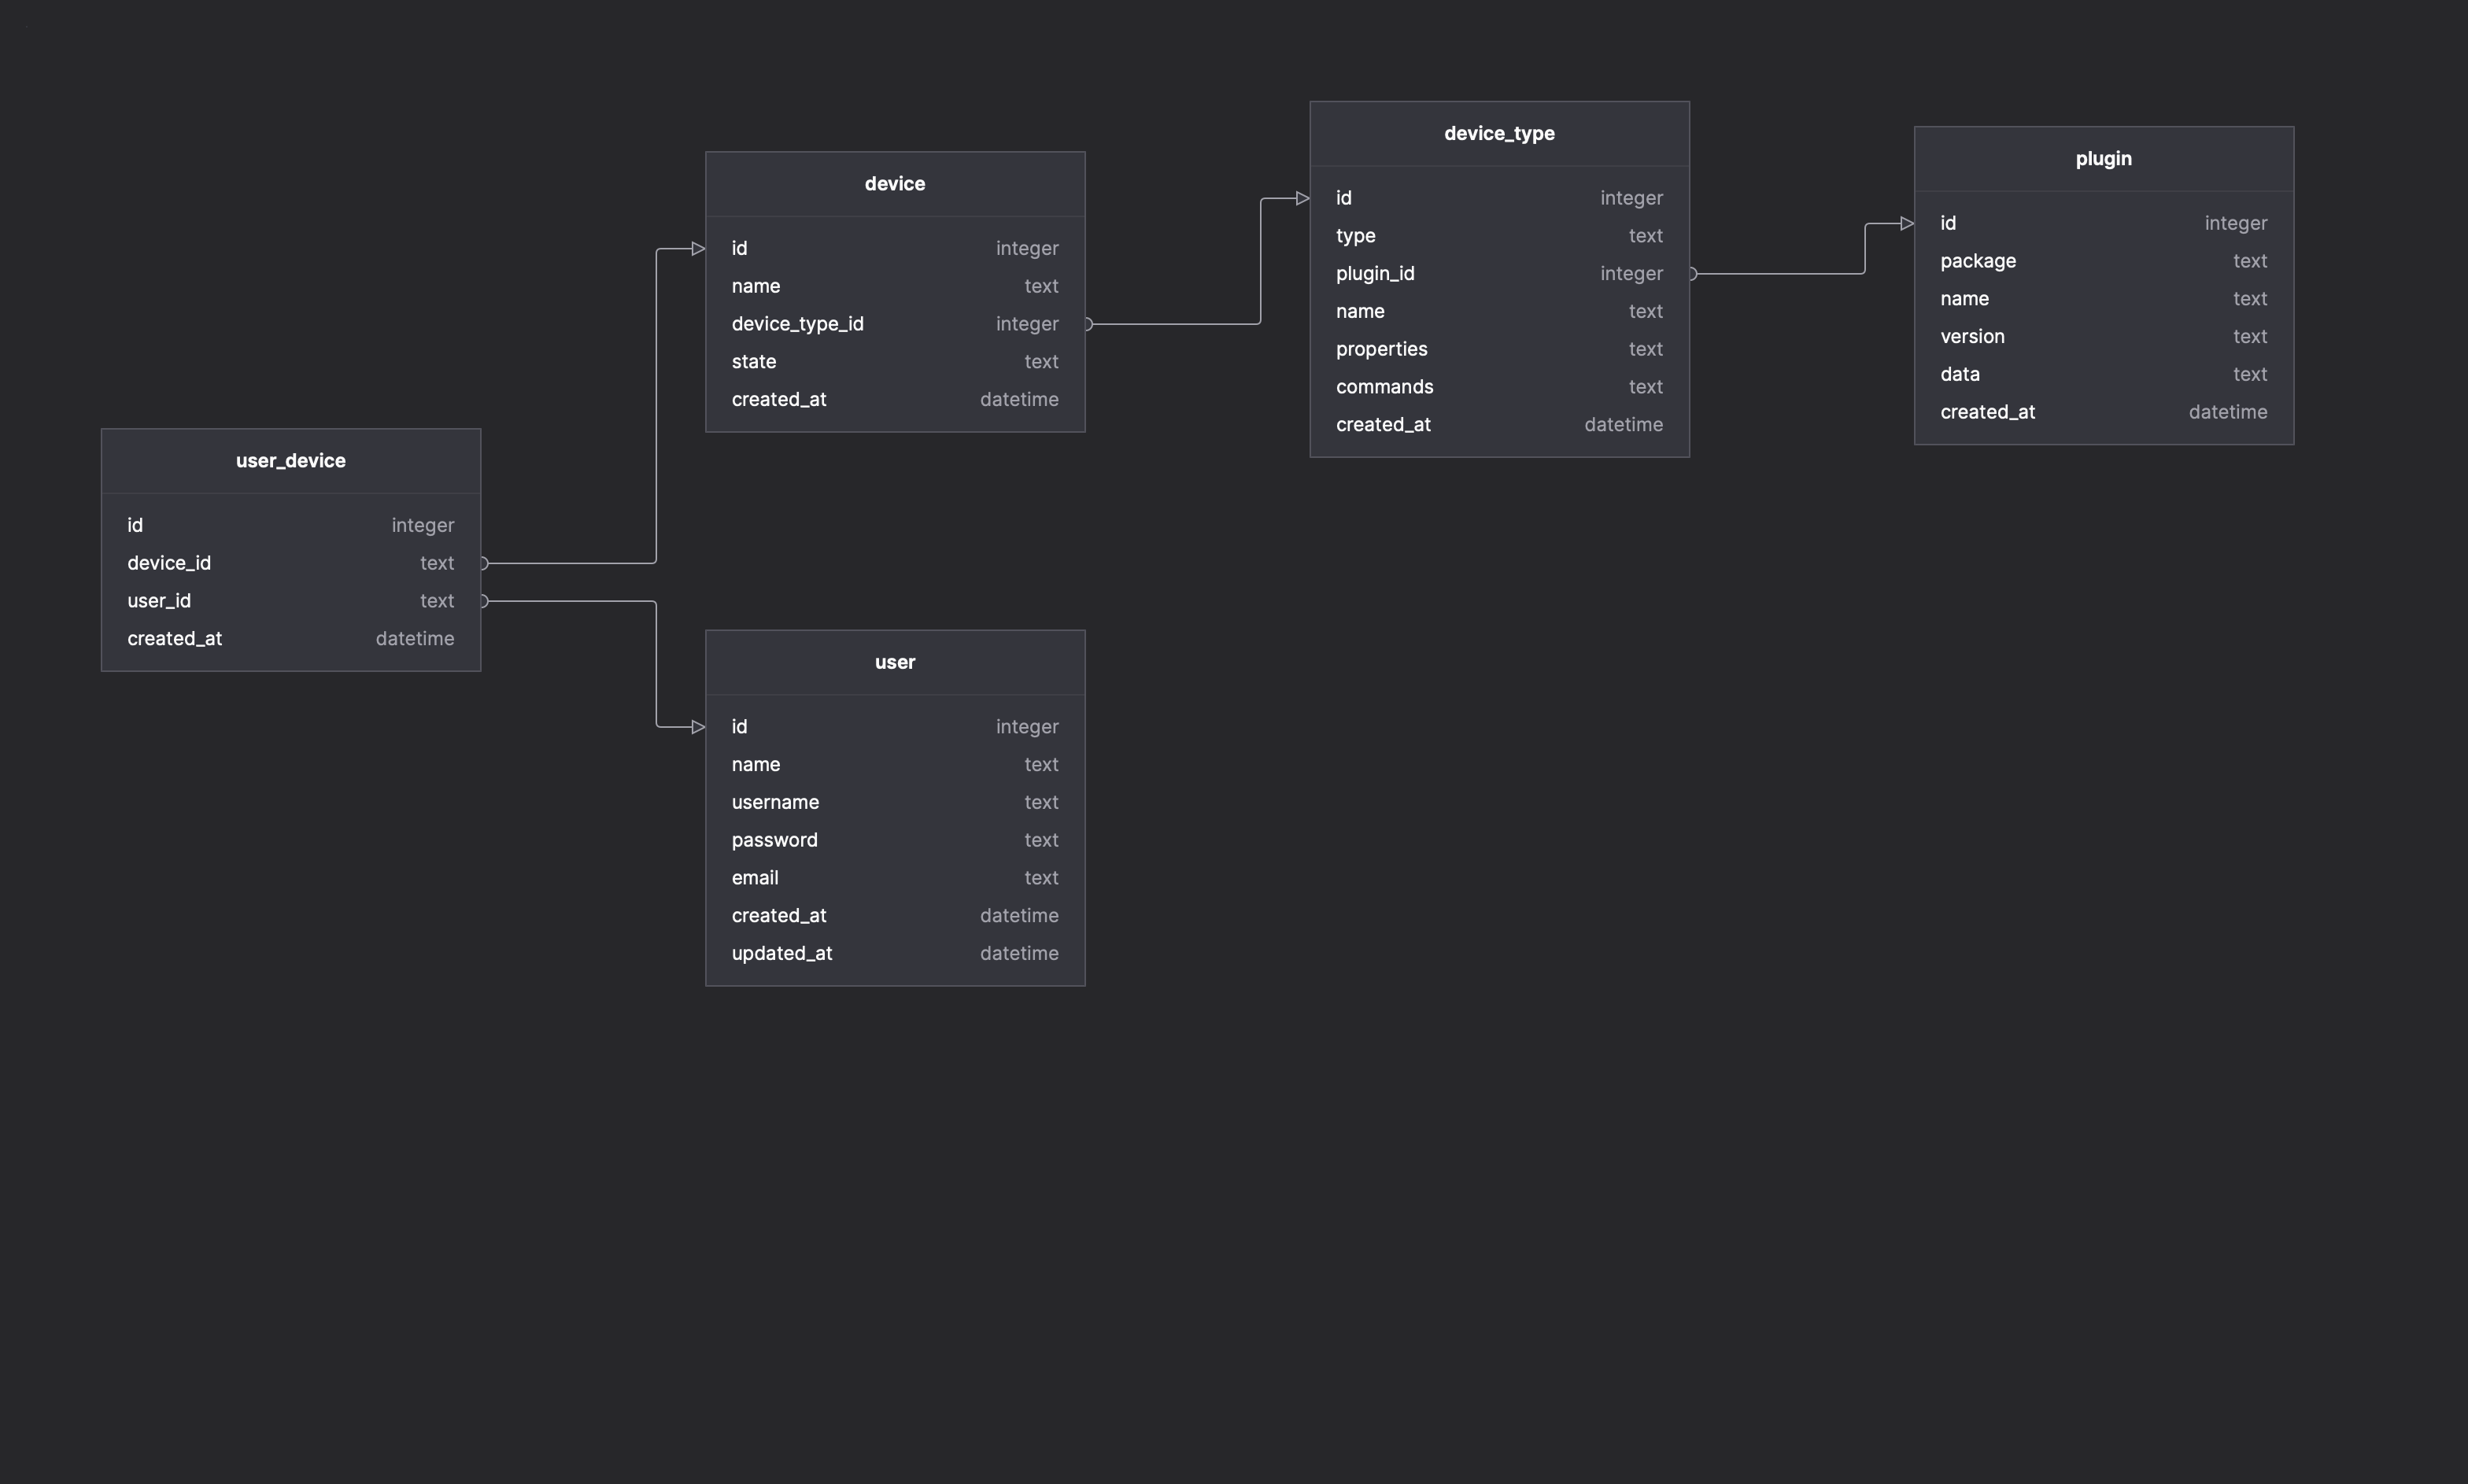 user_device
id integer
device_id text
user_id text
created_at datetime
device
id integer
name text
device_type_id integer
state text
created_at datetime
user
id integer
name text
username text
password text
email text
created_at datetime
updated_at datetime
device_type
id integer
type text
plugin_id integer
name text
properties text
commands text
created_at datetime
plugin
id integer
package text
name text
version text
data text
created_at datetime